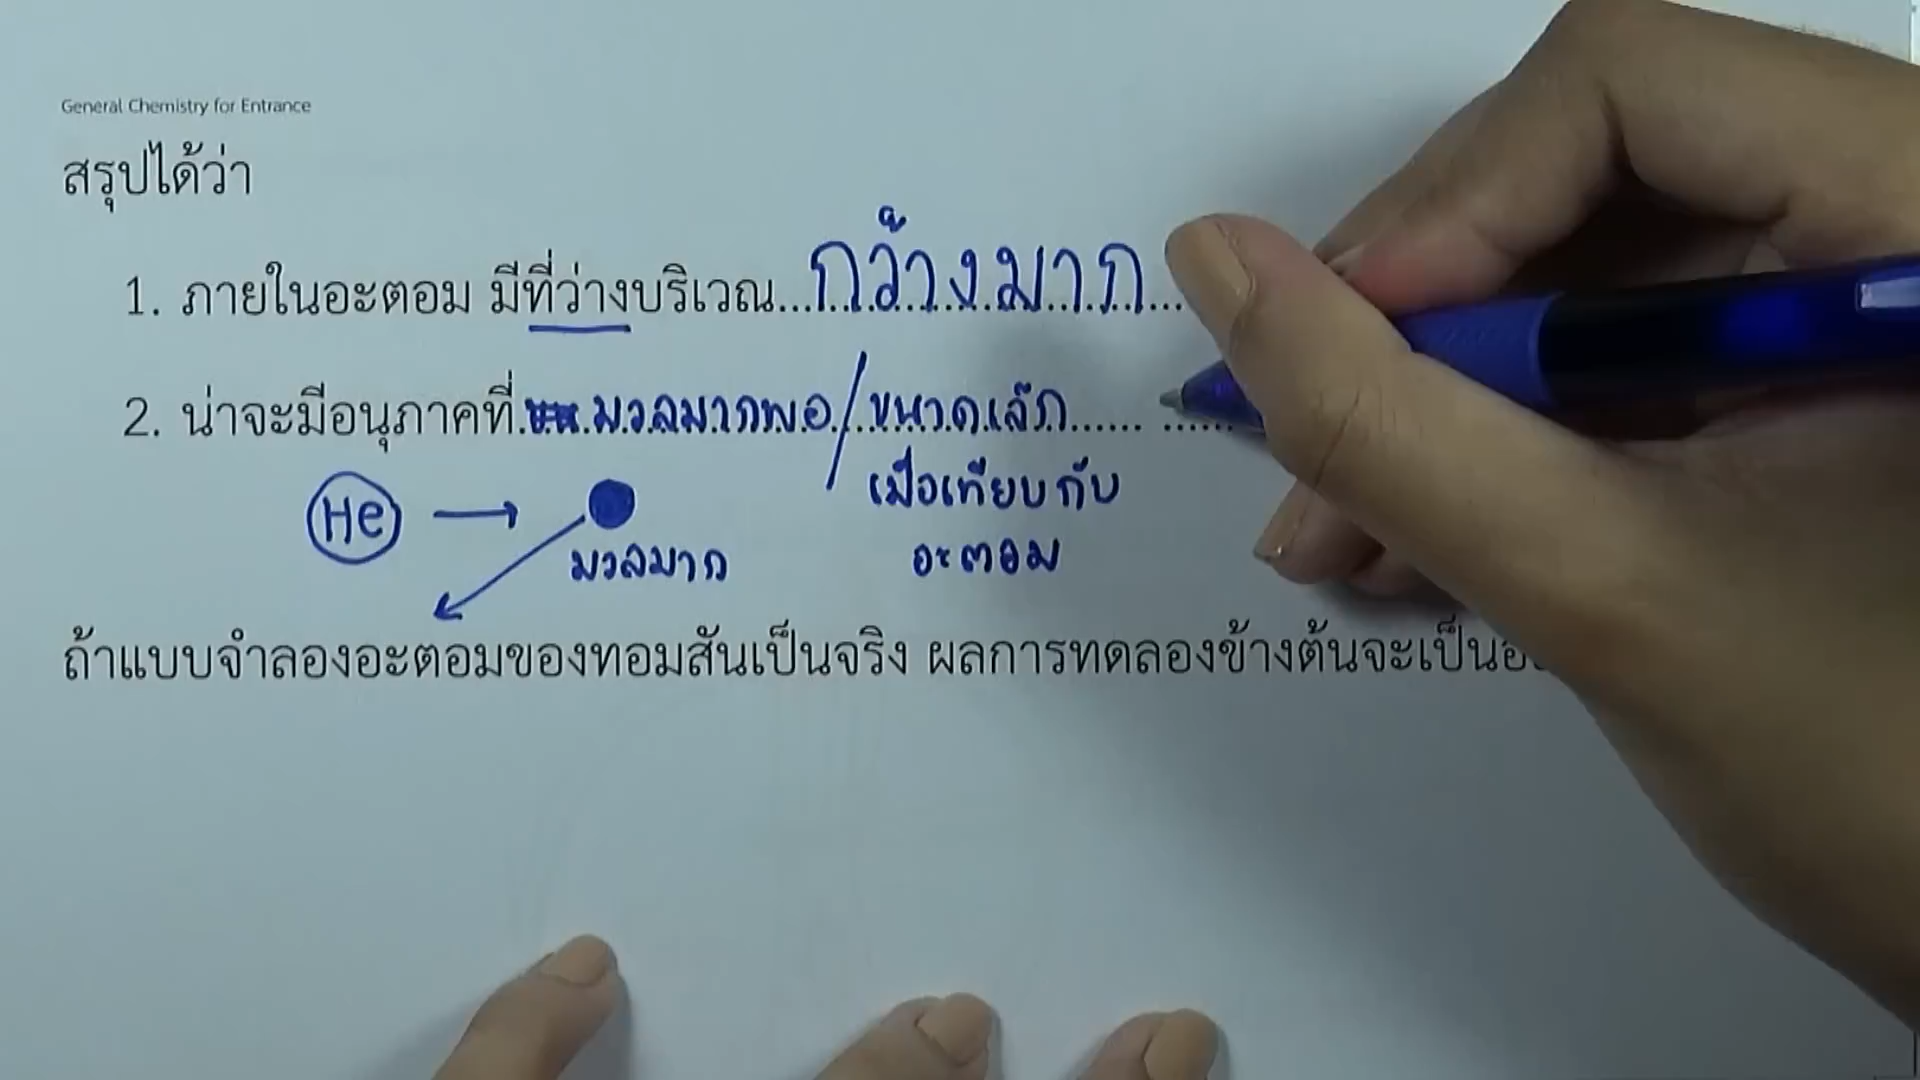 General Chemistry for Entrance
สรุปได้ว่า
1. ภายในอะตอม มีที่ว่างบริเวณ...กว้างมาก...
2. น่าจะมีอนุภาคที่...มวลมากพอ/ขนาดเล็ก......
เมื่อเทียบกับ
อะตอม
He
มวลมาก
ถ้าแบบจำลองอะตอมของทอมสันเป็นจริง ผลการทดลองข้างต้นจะเป็น